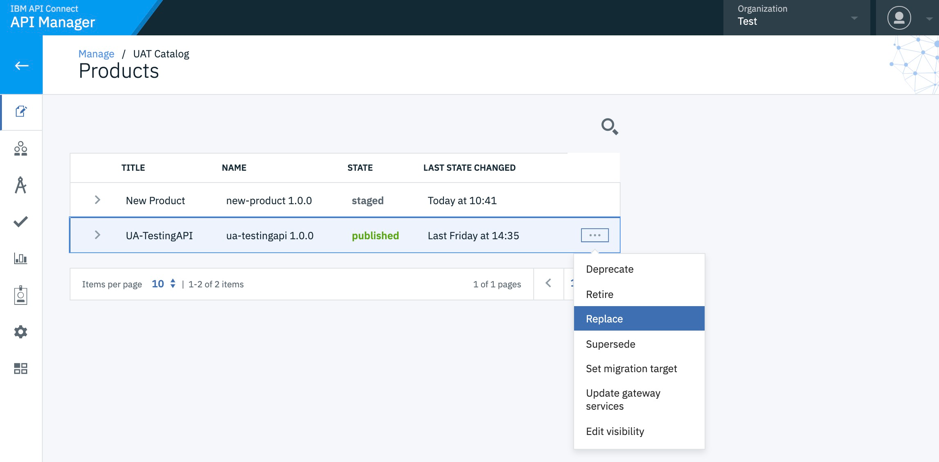 IBM API Connect
API Manager
Organization
Test
Manage / UAT Catalog
Products
TITLE NAME STATE LAST STATE CHANGED
New Product new-product 1.0.0 staged Today at 10:41
UA-TestingAPI ua-testingapi 1.0.0 published Last Friday at 14:35
Items per page 10 | 1-2 of 2 items 1 of 1 pages
Deprecate
Retire
Replace
Supersede
Set migration target
Update gateway
services
Edit visibility